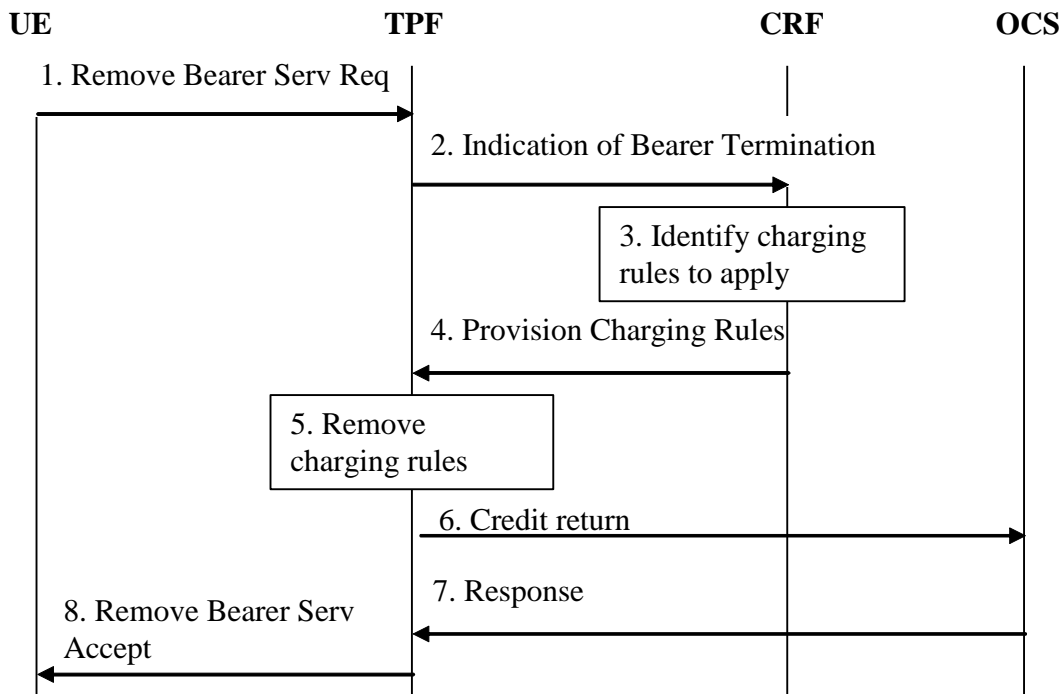 UE TPF CRF OCS
1. Remove Bearer Serv Req
2. Indication of Bearer Termination
3. Identify charging
rules to apply
4. Provision Charging Rules
5. Remove
charging rules
6. Credit return
7. Response
8. Remove Bearer Serv
Accept